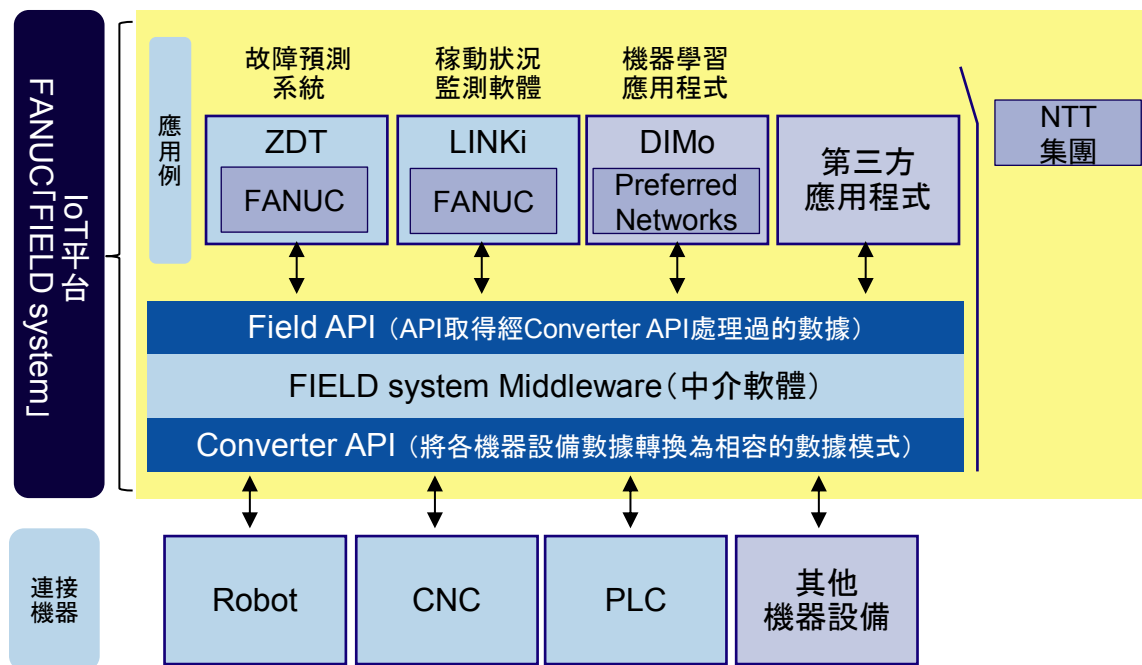 IoT平台
FANUC「FIELD system」
應用例
故障預測
系統
ZDT
FANUC
稼動狀況
監測軟體
LINKi
FANUC
機器學習
應用程式
DIMo
Preferred
Networks
第三方
應用程式
NTT
集團
Field API（API取得經Converter API處理過的數據）
FIELD system Middleware（中介軟體）
Converter API（將各機器設備數據轉換為相容的數據模式）
連接
機器
Robot
CNC
PLC
其他
機器設備